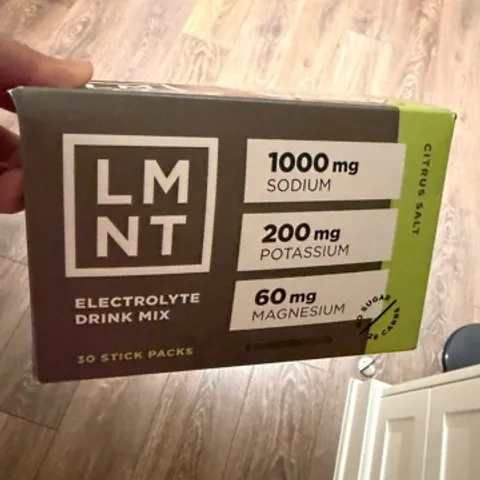 LM
NT
ELECTROLYTE
DRINK MIX
30 STICK PACKS
1000 mg
SODIUM
200 mg
POTASSIUM
60 mg
MAGNESIUM
CITRUS SALT
SUGAR
CARBS